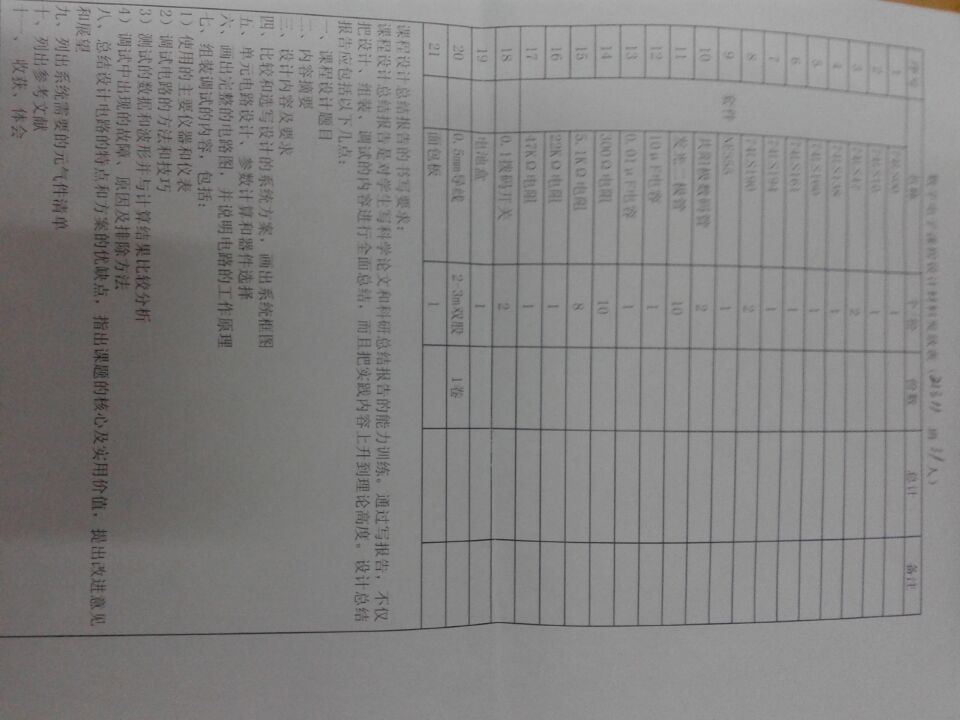 数字电子课程设计材料发放表( 班 31 人)
序号 名称 个/份 份数 总计 备注
1 74LS00 1
2 74LS10 1
3 74LS47 2
4 1
5 1
6 74LS161 1
7 74LS194 1
8 74LS190 2
9 套件 NE555 1
10 共阳极数码管 2
11 发光二极管 10
12 10μF电容 1
13 0.01μF电容 1
14 300Ω电阻 10
15 5.1KΩ电阻 8
16 22KΩ电阻 1
17 47KΩ电阻 1
18 0.1拨码开关 2
19 电池盒 1
20 0.5mm导线 2-3m双股 1卷
21 面包板 1
课程设计总结报告的书写要求:
课程设计总结报告是对学生写科学论文和科研总结报告的能力训练。通过写报告,不仅
把设计、组装、调试的内容进行全面总结,而且把实践内容上升到理论高度。设计总结
报告应包括以下几点:
一、课程设计题目
二、内容摘要
三、设计内容及要求
四、比较和选写设计的系统方案,画出系统框图
五、单元电路设计、参数计算和器件选择
六、画出完整的电路图,并说明电路的工作原理
七、组装调试的内容,包括:
1)使用的主要仪器和仪表
2)调试电路的方法和技巧
3)测试的数据和波形并与计算结果比较分析
4)调试中出现的故障、原因及排除方法
八、总结设计电路的特点和方案的优缺点,指出课题的核心及实用价值,提出改进意见
和展望
九、列出系统需要的元气件清单
十、列出参考文献
十一、 收获、体会